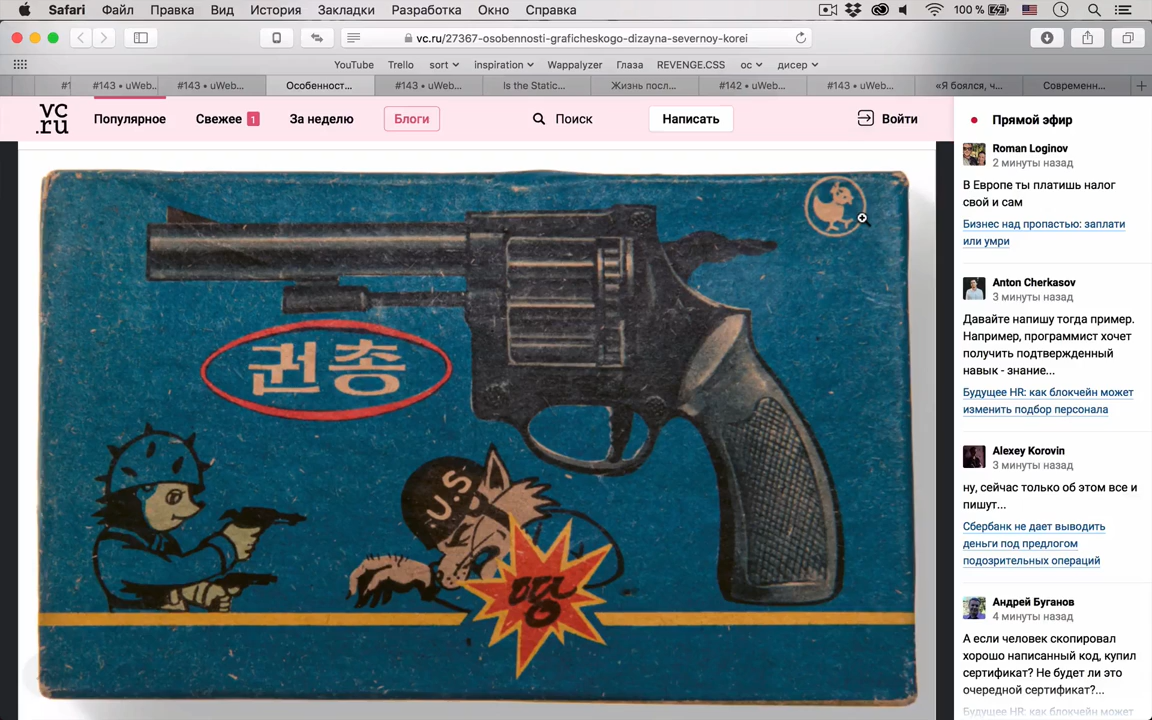 Safari Файл Правка Вид История Закладки Разработка Окно Справка 100 %
vc.ru/27367-osobennosti-graficheskogo-dizayna-severnoy-korei
YouTube Trello sort inspiration Wappalyzer Глаза REVENGE.CSS ос дисер
#1 #143 – uWeb... #143 – uWeb... Особенност... #143 – uWeb... Is the Static... Жизнь посл... #142 – uWeb... #143 – uWeb... «Я боялся, ч... Современн...
vc
.ru
Популярное Свежее 1 За неделю Блоги Поиск Написать Войти
권총
U.S
땅
Прямой эфир
Roman Loginov
2 минуты назад
В Европе ты платишь налог
свой и сам
Бизнес над пропастью: заплати
или умри
Anton Cherkasov
3 минуты назад
Давайте напишу тогда пример.
Например, программист хочет
получить подтвержденный
навык - знание...
Будущее HR: как блокчейн может
изменить подбор персонала
Alexey Korovin
3 минуты назад
ну, сейчас только об этом все и
пишут...
Сбербанк не дает выводить
деньги под предлогом
подозрительных операций
Андрей Буганов
4 минуты назад
А если человек скопировал
хорошо написанный код, купил
сертификат? Не будет ли это
очередной сертификат?...
Будущее HR: как блокчейн может